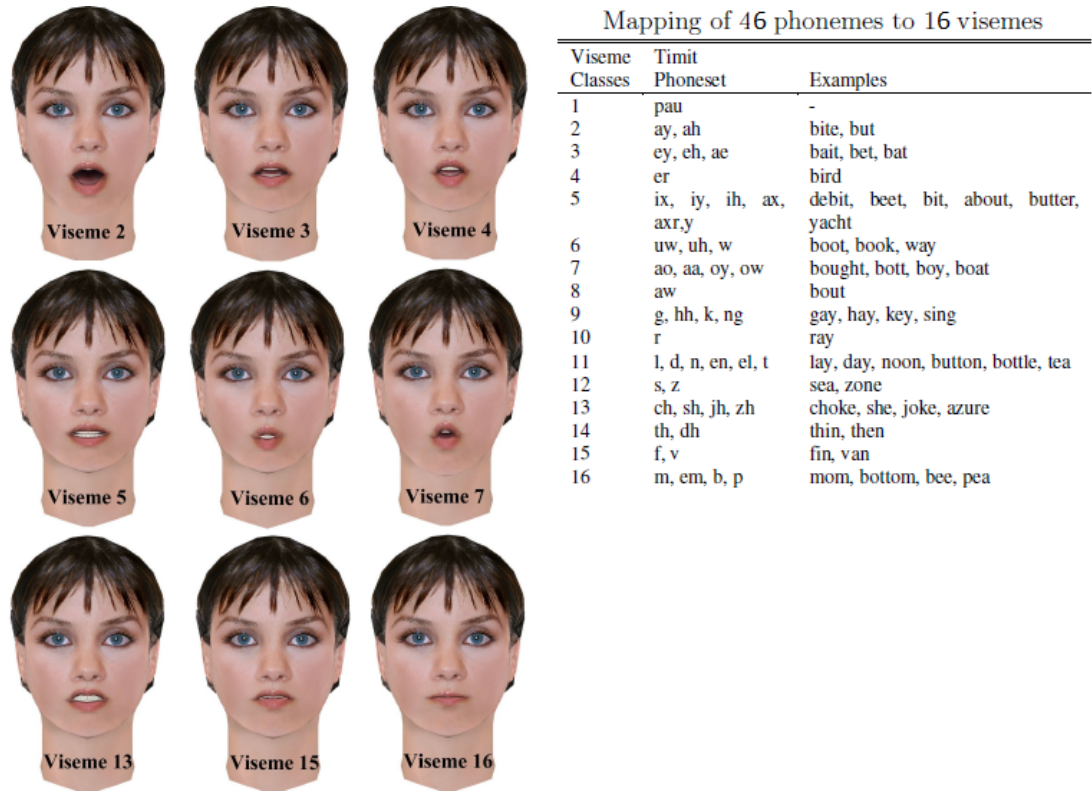 Viseme 2
Viseme 3
Viseme 4
Viseme 5
Viseme 6
Viseme 7
Viseme 13
Viseme 15
Viseme 16
Mapping of 46 phonemes to 16 visemes
Viseme Classes Timit Phoneset Examples
1 pau -
2 ay, ah bite, but
3 ey, eh, ae bait, bet, bat
4 er bird
5 ix, iy, ih, ax, debit, beet, bit, about, butter,
axr,y yacht
6 uw, uh, w boot, book, way
7 ao, aa, oy, ow bought, bott, boy, boat
8 aw bout
9 g, hh, k, ng gay, hay, key, sing
10 r ray
11 l, d, n, en, el, t lay, day, noon, button, bottle, tea
12 s, z sea, zone
13 ch, sh, jh, zh choke, she, joke, azure
14 th, dh thin, then
15 f, v fin, van
16 m, em, b, p mom, bottom, bee, pea